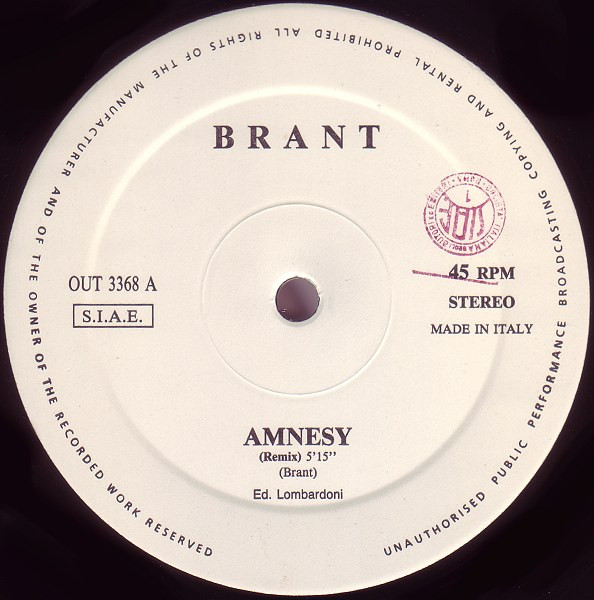 BRANT
OUT 3368 A
S.I.A.E.
45 RPM
STEREO
MADE IN ITALY
AMNESY
(Remix) 5'15''
(Brant)
Ed. Lombardoni
UNAUTHORISED PUBLIC PERFORMANCE BROADCASTING COPYING AND RENTAL PROHIBITED ALL RIGHTS OF THE MANUFACTURER AND OF THE OWNER OF THE RECORDED WORK RESERVED